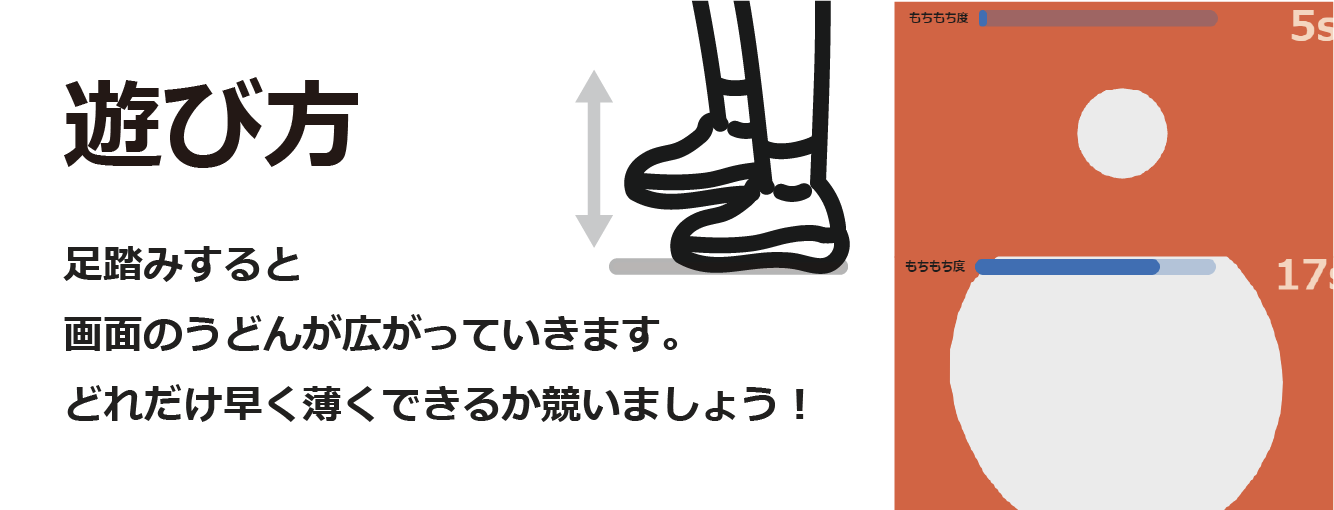 遊び方
足踏みすると
画面のうどんが広がっていきます。
どれだけ早く薄くできるか競いましょう！
もちもち度
5s
もちもち度
17s